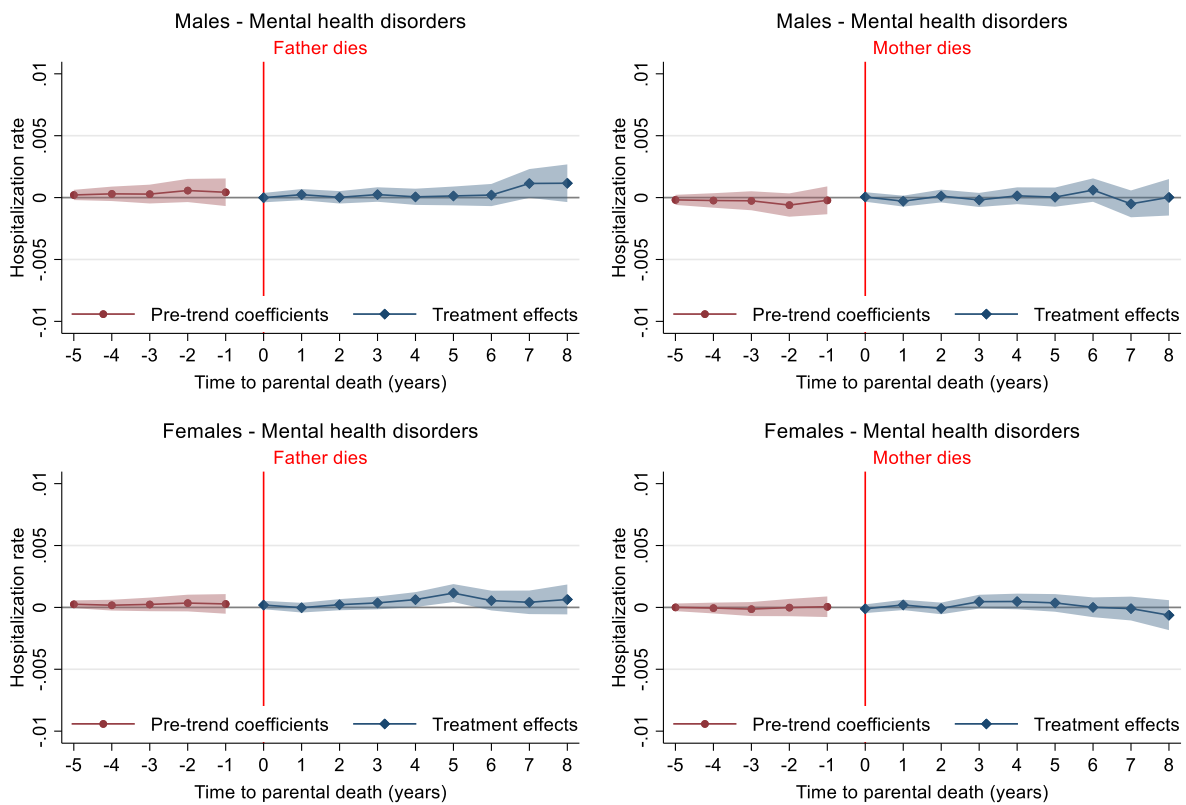 Males - Mental health disorders
Father dies
Hospitalization rate
.01
.005
0
-.005
-.01
Pre-trend coefficients
Treatment effects
-5 -4 -3 -2 -1 0 1 2 3 4 5 6 7 8
Time to parental death (years)
Males - Mental health disorders
Mother dies
Hospitalization rate
.01
.005
0
-.005
-.01
Pre-trend coefficients
Treatment effects
-5 -4 -3 -2 -1 0 1 2 3 4 5 6 7 8
Time to parental death (years)
Females - Mental health disorders
Father dies
Hospitalization rate
.01
.005
0
-.005
-.01
Pre-trend coefficients
Treatment effects
-5 -4 -3 -2 -1 0 1 2 3 4 5 6 7 8
Time to parental death (years)
Females - Mental health disorders
Mother dies
Hospitalization rate
.01
.005
0
-.005
-.01
Pre-trend coefficients
Treatment effects
-5 -4 -3 -2 -1 0 1 2 3 4 5 6 7 8
Time to parental death (years)